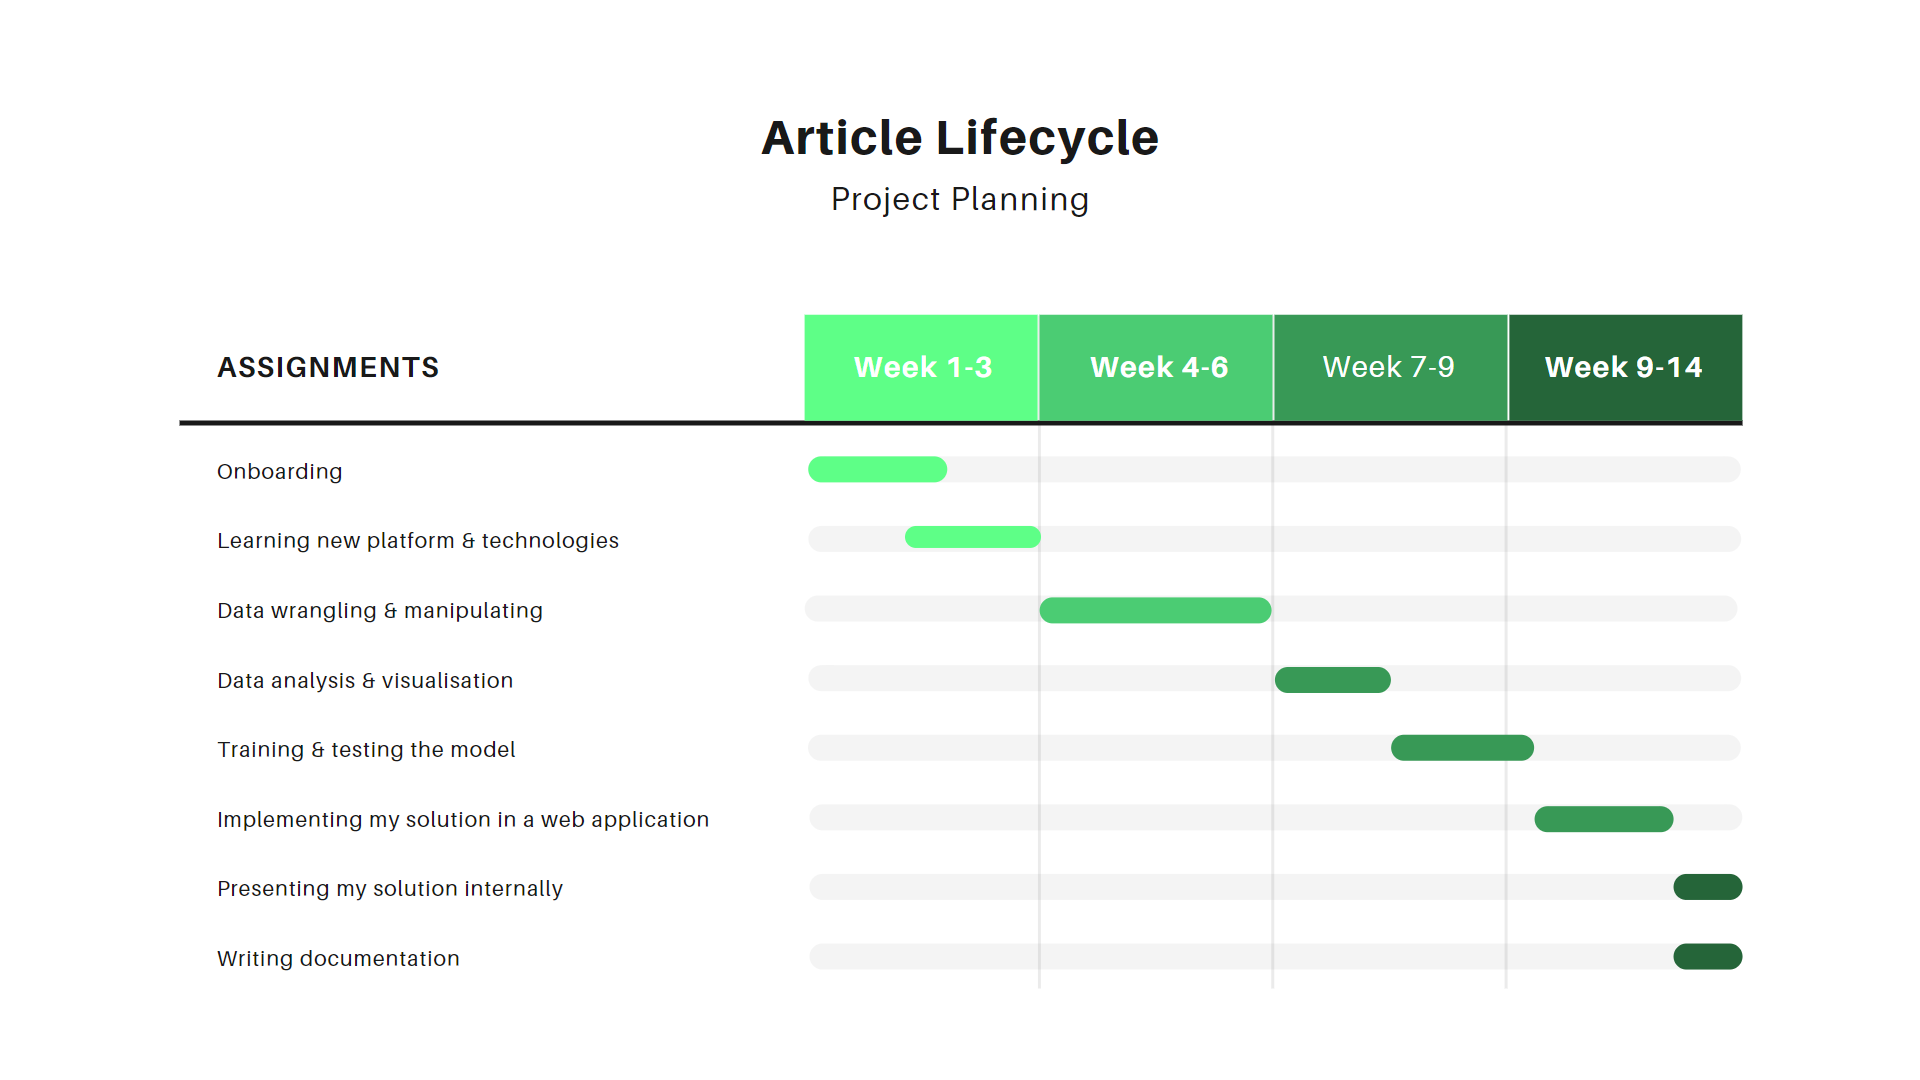 Article Lifecycle
Project Planning
ASSIGNMENTS
Week 1-3
Week 4-6
Week 7-9
Week 9-14
Onboarding
Learning new platform & technologies
Data wrangling & manipulating
Data analysis & visualisation
Training & testing the model
Implementing my solution in a web application
Presenting my solution internally
Writing documentation